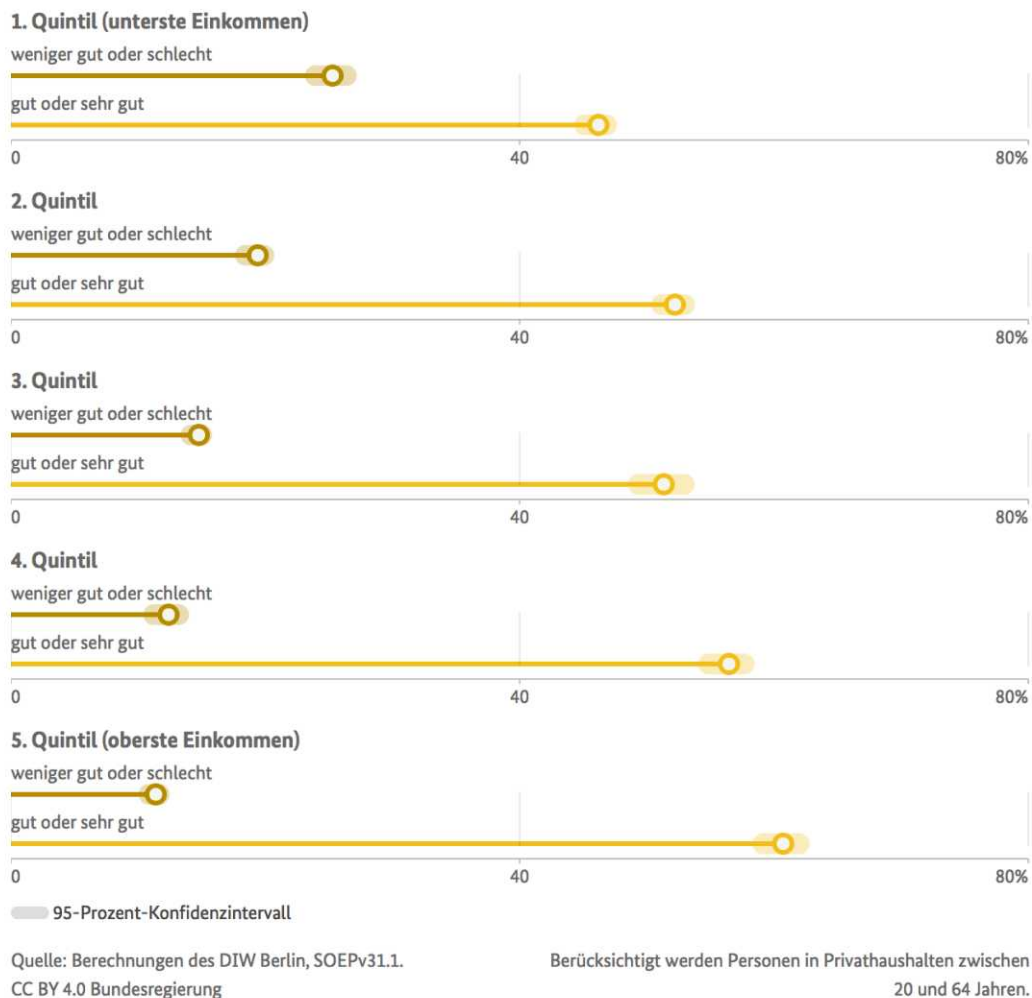 1. Quintil (unterste Einkommen)
weniger gut oder schlecht
gut oder sehr gut
0 40 80%
2. Quintil
weniger gut oder schlecht
gut oder sehr gut
0 40 80%
3. Quintil
weniger gut oder schlecht
gut oder sehr gut
0 40 80%
4. Quintil
weniger gut oder schlecht
gut oder sehr gut
0 40 80%
5. Quintil (oberste Einkommen)
weniger gut oder schlecht
gut oder sehr gut
0 40 80%
95-Prozent-Konfidenzintervall
Quelle: Berechnungen des DIW Berlin, SOEPv31.1.
CC BY 4.0 Bundesregierung
Berücksichtigt werden Personen in Privathaushalten zwischen
20 und 64 Jahren.